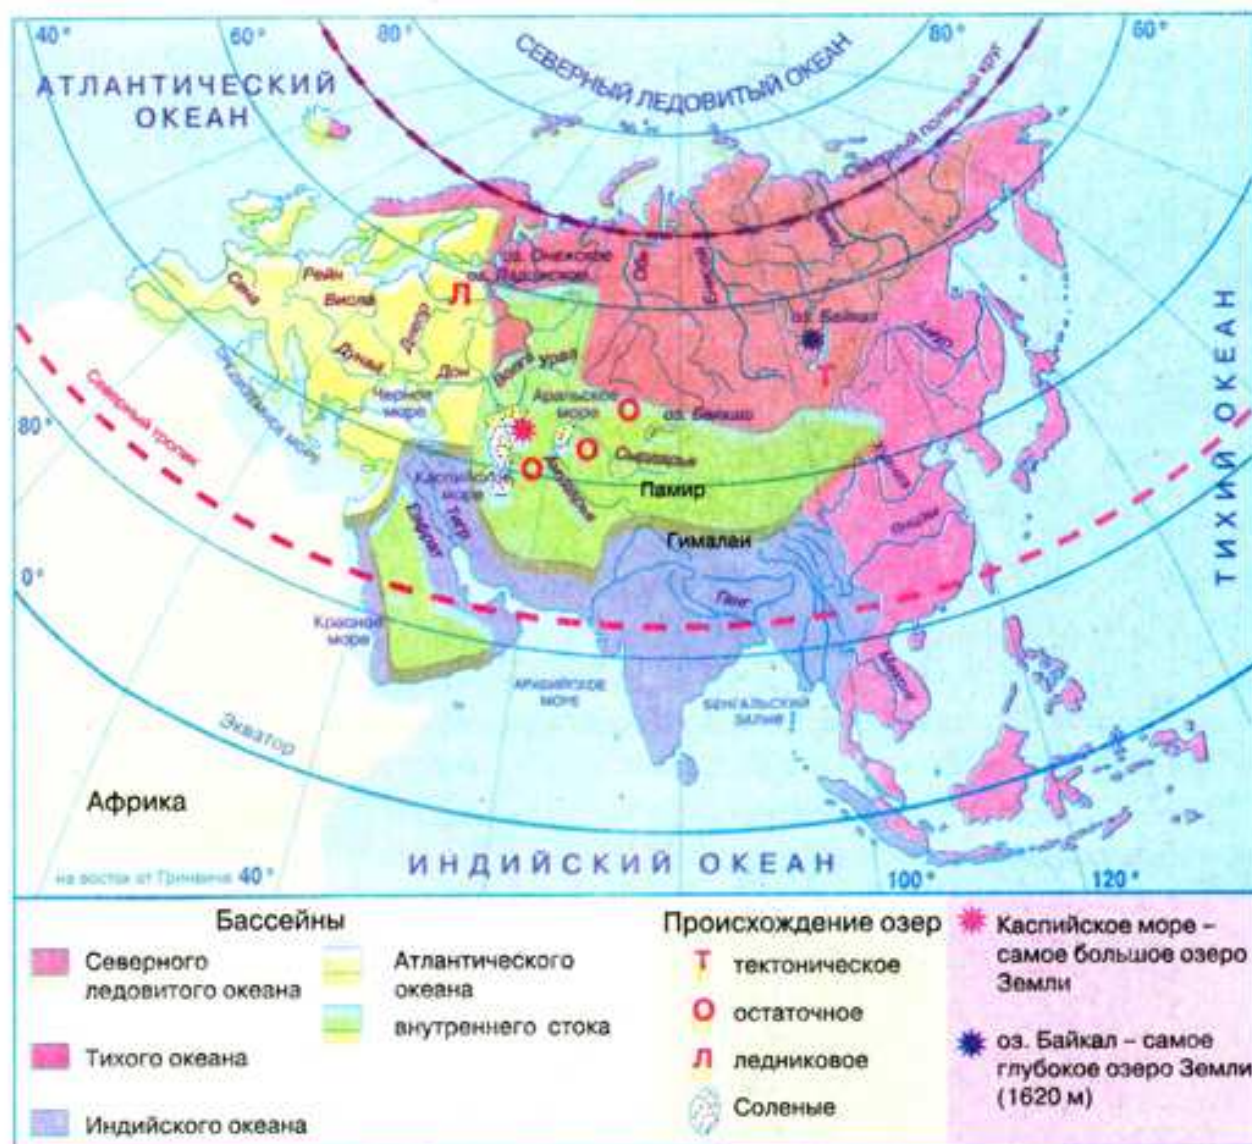 40°
60°
80°
80°
60°
СЕВЕРНЫЙ ЛЕДОВИТЫЙ ОКЕАН
АТЛАНТИЧЕСКИЙ
ОКЕАН
Северный полярный круг
оз. Онежское
оз. Ладожское
Обь
Енисей
Сена
Рейн
Висла
Л
Днепр
Дунай
Дон
Волга
Урал
оз. Байкал
Т
Амур
ТИХИЙ ОКЕАН
Северный тропик
Черное
море
Аральское
море
О
оз. Балхаш
80°
О
О
Сырдарья
Каспийское
море
Амударья
Памир
Янцзы
Евфрат
Тигр
Гималаи
0°
Ганг
Красное
море
Меконг
АРАВИЙСКОЕ
МОРЕ
БЕНГАЛЬСКИЙ
ЗАЛИВ
Экватор
Африка
ИНДИЙСКИЙ ОКЕАН
на восток от Гринвича 40°
100°
120°
Бассейны
Северного
ледовитого океана
Тихого океана
Индийского океана
Атлантического
океана
внутреннего стока
Происхождение озер
Т тектоническое
О остаточное
Л ледниковое
Соленые
Каспийское море –
самое большое озеро
Земли
оз. Байкал – самое
глубокое озеро Земли
(1620 м)